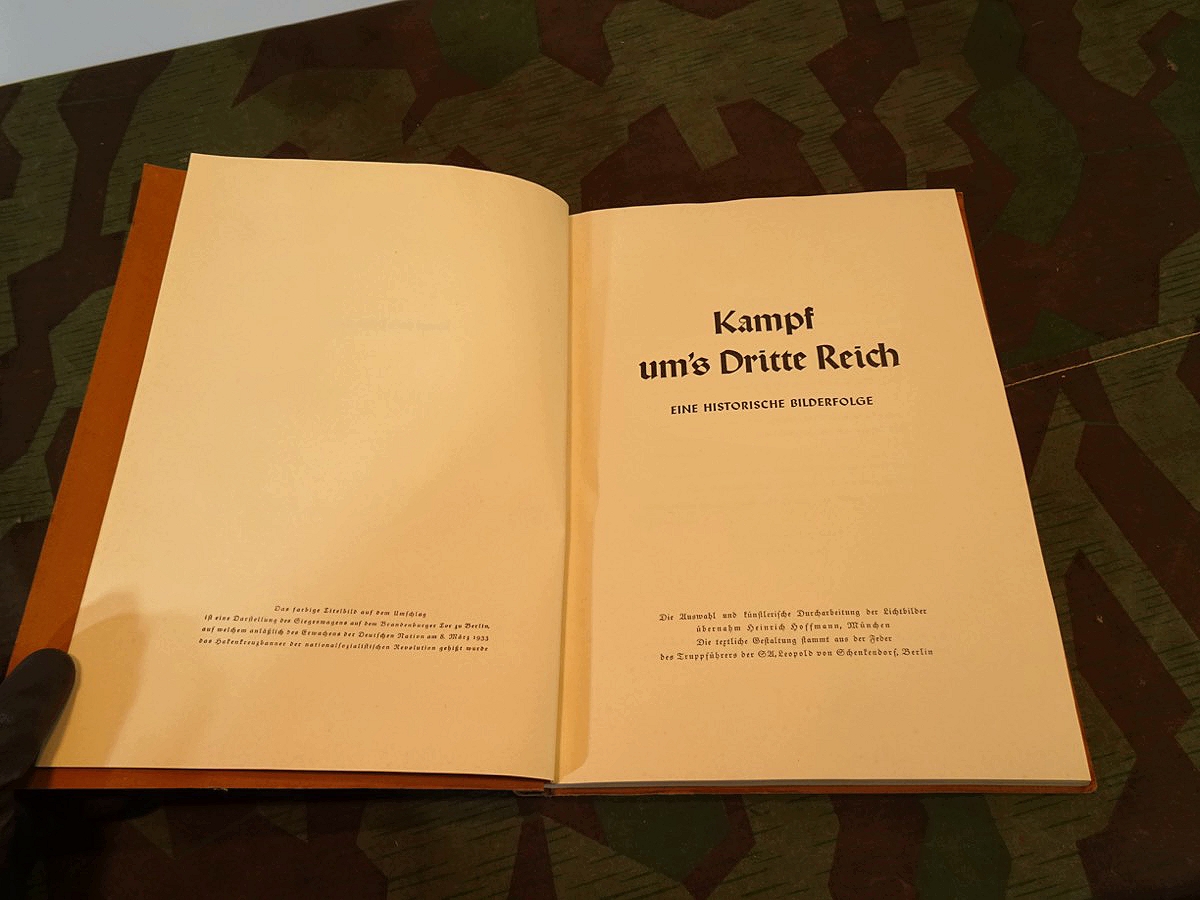 Das farbige Titelbild auf dem Umschlag
ist eine Darstellung des Siegeswagens auf dem Brandenburger Tor zu Berlin,
auf welchem anläßlich des Erwachens der Deutschen Nation am 8. März 1933
das Hakenkreuzbanner der nationalsozialistischen Revolution gehißt wurde
Kampf
um's Dritte Reich
EINE HISTORISCHE BILDERFOLGE
Die Auswahl und künstlerische Durcharbeitung der Lichtbilder
übernahm Heinrich Hoffmann, München
Die textliche Gestaltung stammt aus der Feder
des Truppführers der SA, Leopold von Schenkendorf, Berlin